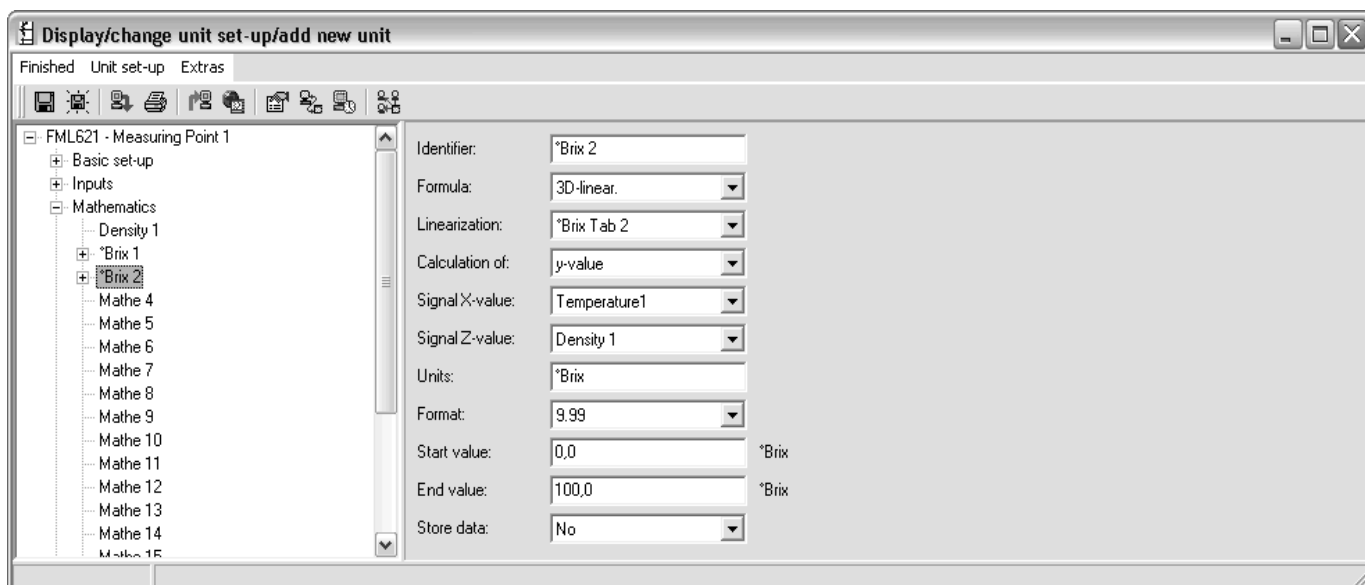 Display/change unit set-up/add new unit
Finished Unit set-up Extras
FML621 - Measuring Point 1
Basic set-up
Inputs
Mathematics
Density 1
°Brix 1
°Brix 2
Mathe 4
Mathe 5
Mathe 6
Mathe 7
Mathe 8
Mathe 9
Mathe 10
Mathe 11
Mathe 12
Mathe 13
Mathe 14
Mathe 15
Identifier: °Brix 2
Formula: 3D-linear.
Linearization: °Brix Tab 2
Calculation of: y-value
Signal X-value: Temperature1
Signal Z-value: Density 1
Units: °Brix
Format: 9.99
Start value: 0,0 °Brix
End value: 100,0 °Brix
Store data: No